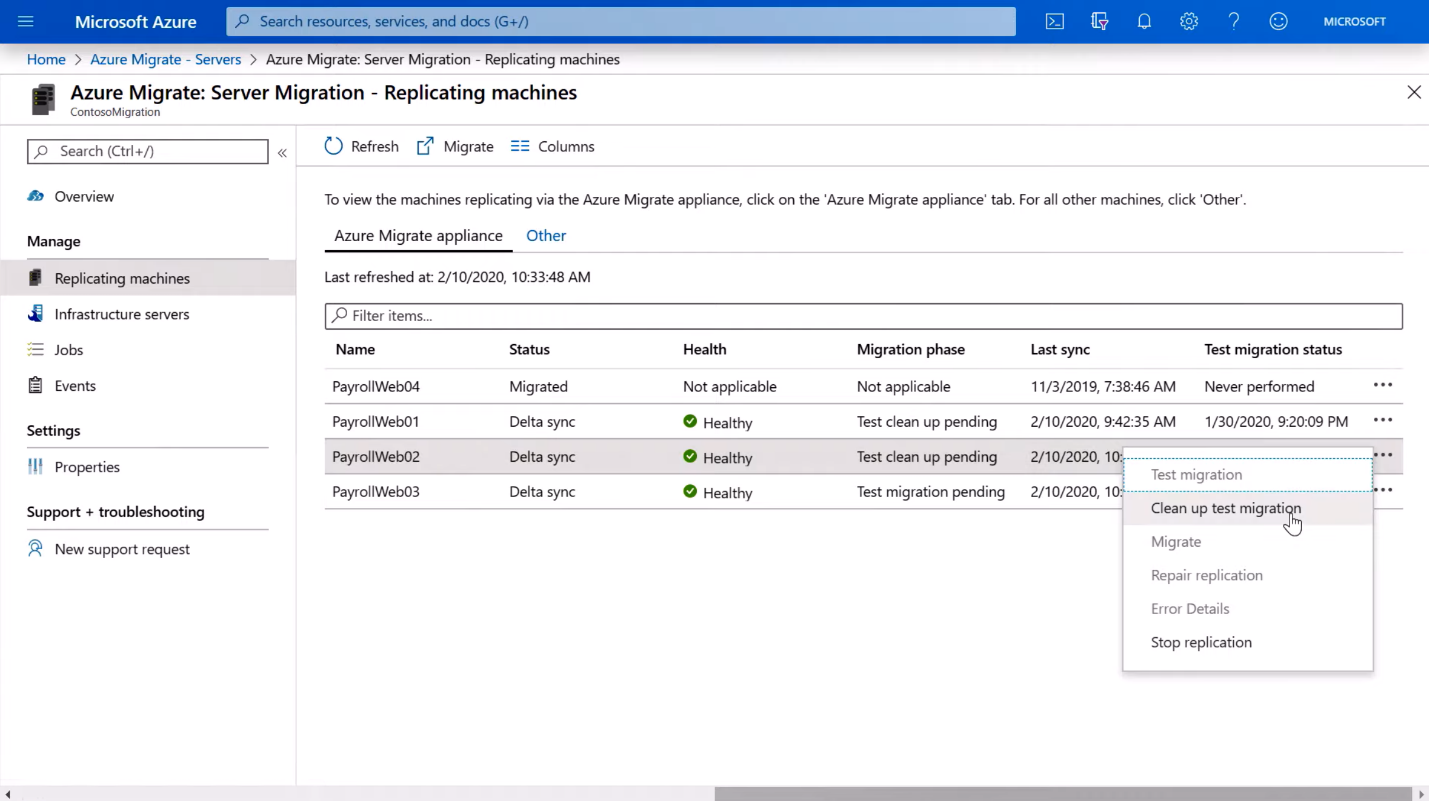 Microsoft Azure
Search resources, services, and docs (G+/)
MICROSOFT
Home > Azure Migrate - Servers > Azure Migrate: Server Migration - Replicating machines
Azure Migrate: Server Migration - Replicating machines
ContosoMigration
Search (Ctrl+/)
Overview
Manage
Replicating machines
Infrastructure servers
Jobs
Events
Settings
Properties
Support + troubleshooting
New support request
Refresh Migrate Columns
To view the machines replicating via the Azure Migrate appliance, click on the 'Azure Migrate appliance' tab. For all other machines, click 'Other'.
Azure Migrate appliance Other
Last refreshed at: 2/10/2020, 10:33:48 AM
Filter items...
Name Status Health Migration phase Last sync Test migration status
PayrollWeb04 Migrated Not applicable Not applicable 11/3/2019, 7:38:46 AM Never performed
PayrollWeb01 Delta sync Healthy Test clean up pending 2/10/2020, 9:42:35 AM 1/30/2020, 9:20:09 PM
PayrollWeb02 Delta sync Healthy Test clean up pending 2/10/2020, 10:
PayrollWeb03 Delta sync Healthy Test migration pending 2/10/2020, 10:
Test migration
Clean up test migration
Migrate
Repair replication
Error Details
Stop replication